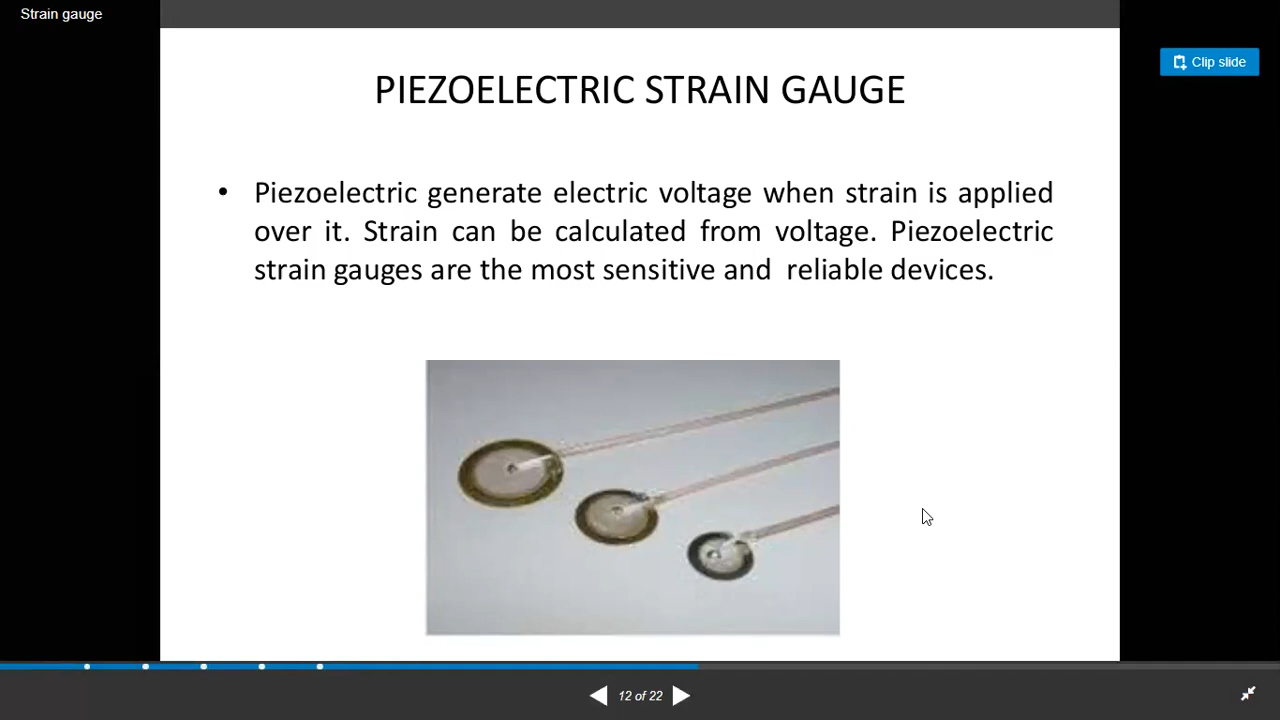 Strain gauge
Clip slide
PIEZOELECTRIC STRAIN GAUGE
• Piezoelectric generate electric voltage when strain is applied
over it. Strain can be calculated from voltage. Piezoelectric
strain gauges are the most sensitive and reliable devices.
12 of 22